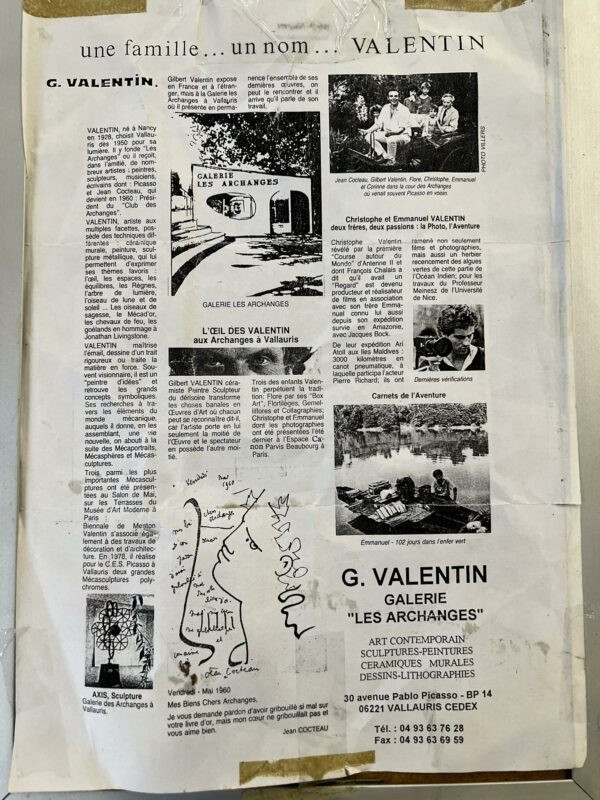 une famille... un nom... VALENTIN
G. VALENTIN.
VALENTIN, né à Nancy
en 1928, choisit Vallau-
ris dès 1950 pour sa
lumière. Il y fonde "Les
Archanges" où il reçoit,
dans l'amitié, de nom-
breux artistes : peintres,
sculpteurs, musiciens,
écrivains dont : Picasso
et Jean Cocteau, qui
devient en 1960 : Prési-
dent du "Club des
Archanges".
VALENTIN, artiste aux
multiples facettes, pos-
sède des techniques dif-
férentes : céramique
murale, peinture, sculp-
ture métallique, qui lui
permettent d'exprimer
ses thèmes favoris :
l'œil, les espaces, les
équilibres, les Règnes,
l'arbre de lumière,
l'oiseau de lune et de
soleil ... Les oiseaux de
sagesse, le Mécad'or,
les chevaux de feu, les
goélands en hommage à
Jonathan Livingstone.
VALENTIN maîtrise
l'émail, dessine d'un trait
rigoureux ou traite la
matière en force. Sou-
vent visionnaire, il est un
"peintre d'idées" et
retrouve les grands
concepts symboliques.
Ses recherches à tra-
vers les éléments du
monde mécanique,
auquels il donne, en les
assemblant, une vie
nouvelle, on abouti à la
suite des Mécaportraits,
Mécasphères et Mécas-
culptures.
Trois parmi les plus
importantes Mécascul-
ptures ont été présen-
tées au Salon de Mai,
sur les Terrasses du
Musée d'Art Moderne à
Paris :
Biennale de Menton
Valentin s'associe égale-
ment à des travaux de
décoration et d'architec-
ture. En 1978, il réalise
pour le C.E.S. Picasso à
Vallauris deux grandes
Mécasculptures poly-
chromes.
AXIS, Sculpture
Galerie des Archanges à
Vallauris.
Gilbert Valentin expose
en France et à l'étran-
ger, mais à la Galerie les
Archanges à Vallauris
où il présente en perma-
nence l'ensemble de ses
dernières œuvres, on
peut le rencontrer et il
arrive qu'il parle de son
travail.
GALERIE
LES ARCHANGES
GALERIE LES ARCHANGES
L'ŒIL DES VALENTIN
aux Archanges à Vallauris
Gilbert VALENTIN céra-
miste Peintre Sculpteur
du dérisoire transforme
les choses banales en
Œuvres d'Art où chacun
peut se reconnaître dit-il,
car l'artiste porte en lui
seulement la moitié de
l'Œuvre et le spectateur
en possède l'autre moi-
tié.
Trois des enfants Valen-
tin perpétuent la tradi-
tion: Flore par ses "Box
Art", Florilèges, Gemel-
liflores et Collagraphies;
Christophe et Emmanuel
dont les photographies
ont été présentées l'été
dernier à l'Espace Ca-
non Parvis Beaubourg à
Paris.
Vendredi mai
1960
Jean Cocteau
Vendredi - Mai 1960
Mes Biens Chers Archanges,
Je vous demande pardon d'avoir gribouillé si mal sur
votre livre d'or, mais mon cœur ne gribouillait pas et
vous aime bien.
Jean COCTEAU
PHOTO VILLERS
Jean Cocteau, Gilbert Valentin, Flore, Christophe, Emmanuel
et Corinne dans la cour des Archanges
où venait souvent Picasso en voisin.
Christophe et Emmanuel VALENTIN
deux frères, deux passions : la Photo, l'Aventure
Christophe Valentin
révélé par la première
"Course autour du
Monde" d'Antenne II et
dont François Chalais a
dit qu'il avait un
"Regard" est devenu
producteur et réalisateur
de films en association
avec son frère Emma-
nuel connu lui aussi
depuis son expédition
survie en Amazonie,
avec Jacques Bock.
De leur expédition Ari
Atoll aux Iles Maldives :
3000 kilomètres en
canot pneumatique, à
laquelle participa l'acteur
Pierre Richard; ils ont
ramené non seulement
films et photographies,
mais aussi un herbier
recencement des algues
vertes de cette partie de
l'Océan Indien; pour les
travaux du Professeur
Meinesz de l'Université
de Nice.
Dernières vérifications
Carnets de l'Aventure
Emmanuel - 102 jours dans l'enfer vert
G. VALENTIN
GALERIE
"LES ARCHANGES"
ART CONTEMPORAIN
SCULPTURES-PEINTURES
CERAMIQUES MURALES
DESSINS-LITHOGRAPHIES
30 avenue Pablo Picasso - BP 14
06221 VALLAURIS CEDEX
Tél. : 04 93 63 76 28
Fax : 04 93 63 69 59